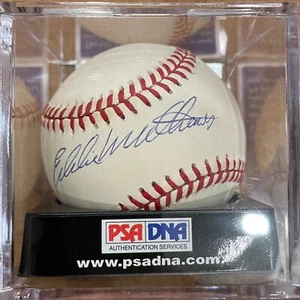 Eddie Mathews
PSA DNA
AUTHENTICATION SERVICES
www.psadna.com